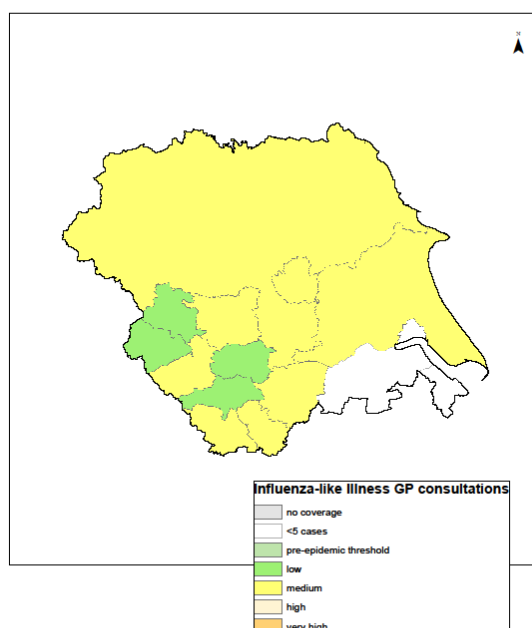 N
Influenza-like Illness GP consultations
no coverage
<5 cases
pre-epidemic threshold
low
medium
high
very high